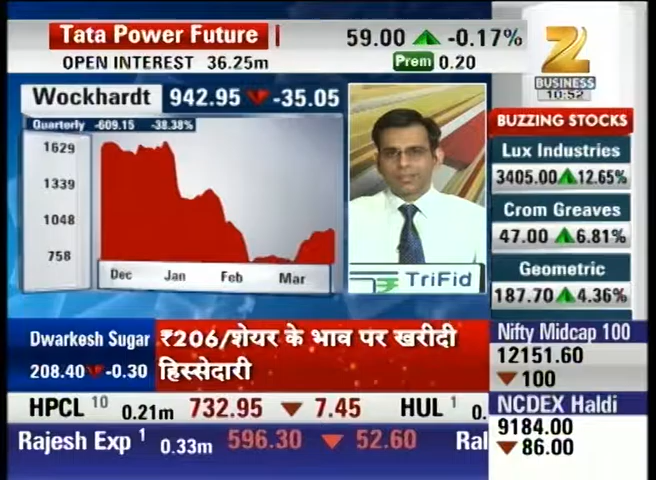 Tata Power Future
59.00 -0.17%
OPEN INTEREST 36.25m
Prem 0.20
Z
BUSINESS
10:52
Wockhardt 942.95 -35.05
Quarterly -609.15 -38.38%
1629
1339
1048
758
Dec Jan Feb Mar
TriFid
BUZZING STOCKS
Lux Industries
3405.00 12.65%
Crom Greaves
47.00 6.81%
Geometric
187.70 4.36%
Dwarkesh Sugar
208.40 -0.30
₹206/शेयर के भाव पर खरीदी
हिस्सेदारी
Nifty Midcap 100
12151.60
100
HPCL 10 0.21m 732.95 7.45 HUL 1 0.
NCDEX Haldi
9184.00
86.00
Rajesh Exp 1 0.33m 596.30 52.60 Ral